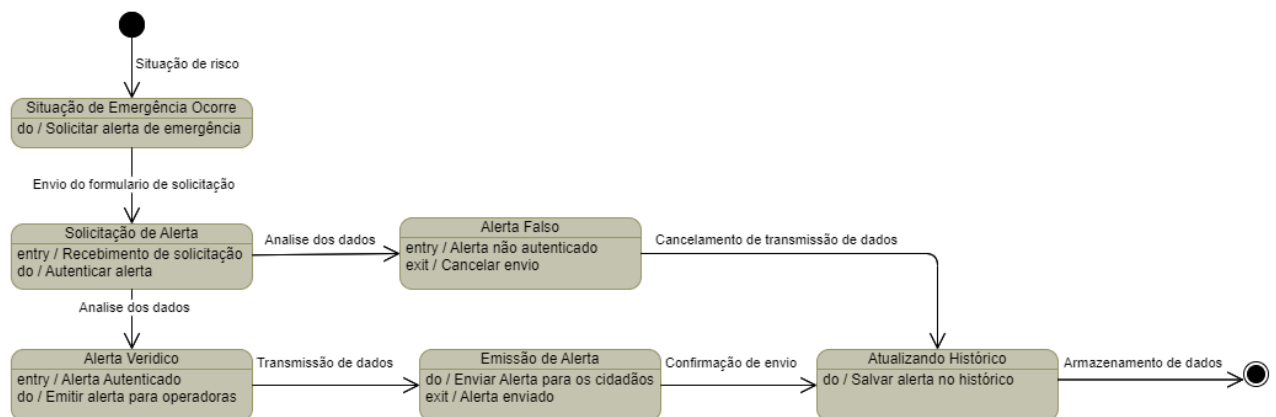 Situação de risco
Situação de Emergência Ocorre
do / Solicitar alerta de emergência
Envio do formulario de solicitação
Solicitação de Alerta
entry / Recebimento de solicitação
do / Autenticar alerta
Analise dos dados
Alerta Falso
entry / Alerta não autenticado
exit / Cancelar envio
Cancelamento de transmissão de dados
Analise dos dados
Alerta Veridico
entry / Alerta Autenticado
do / Emitir alerta para operadoras
Transmissão de dados
Emissão de Alerta
do / Enviar Alerta para os cidadãos
exit / Alerta enviado
Confirmação de envio
Atualizando Histórico
do / Salvar alerta no histórico
Armazenamento de dados